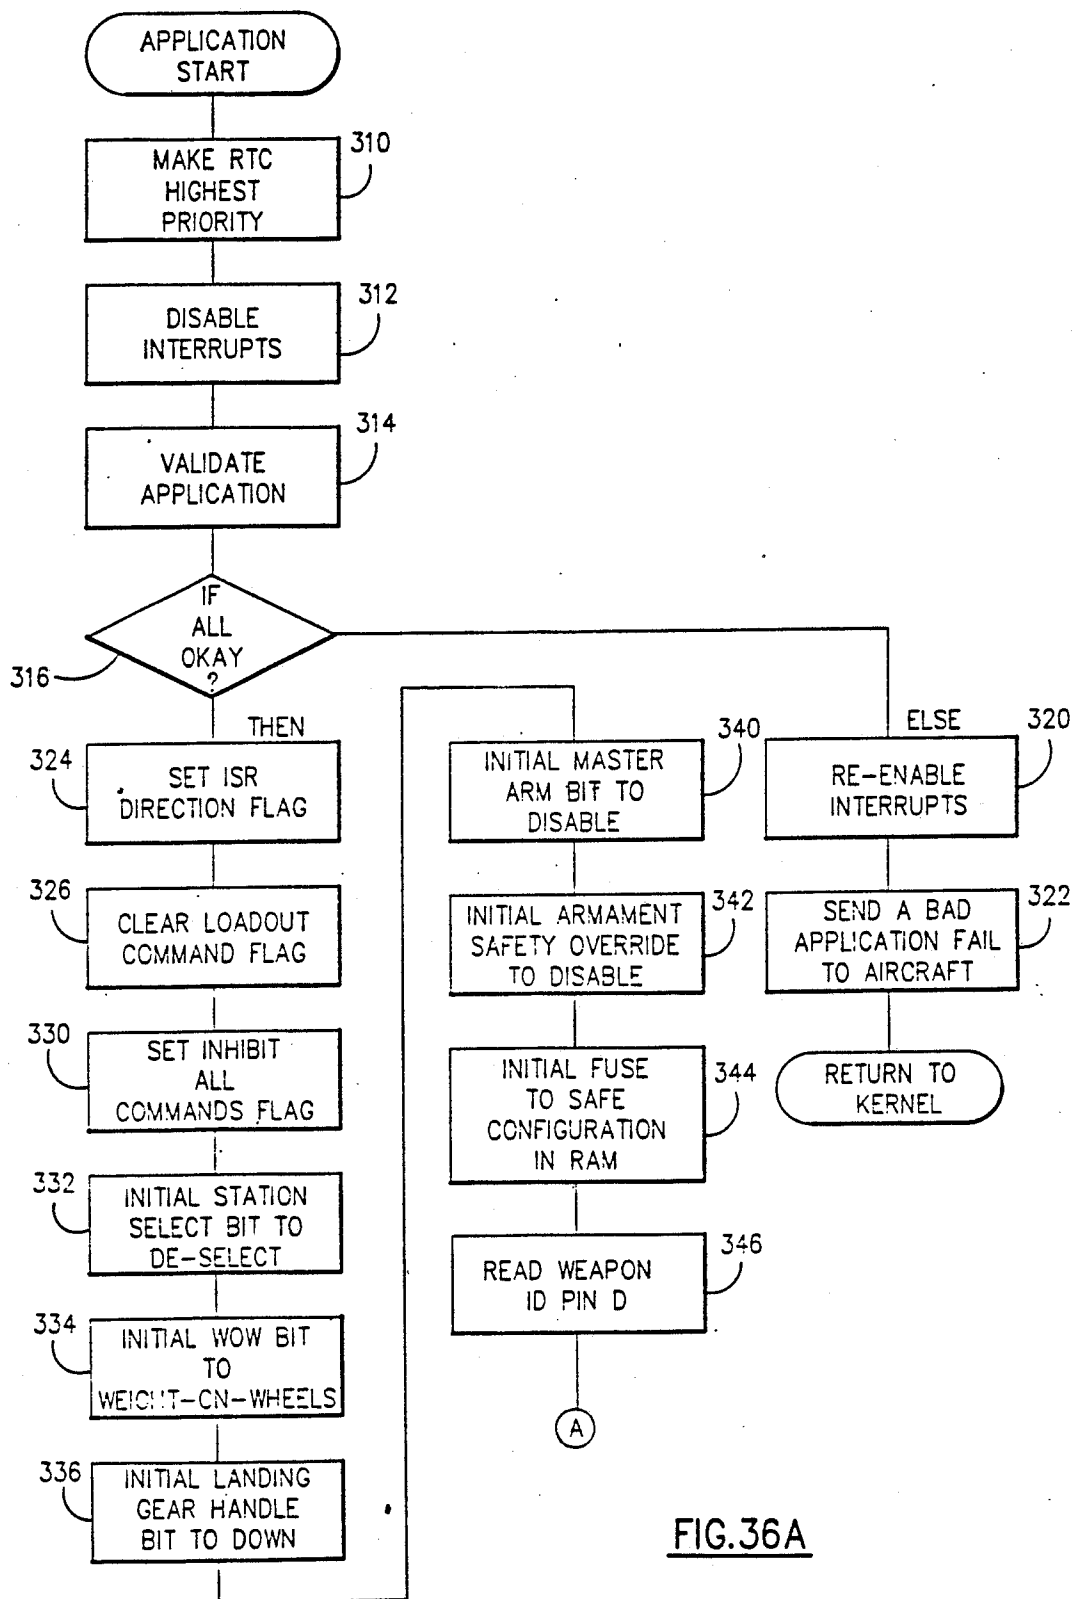 APPLICATION
START
310
MAKE RTC
HIGHEST
PRIORITY
312
DISABLE
INTERRUPTS
314
VALIDATE
APPLICATION
316
IF
ALL
OKAY
?
THEN
324
SET ISR
DIRECTION FLAG
326
CLEAR LOADOUT
COMMAND FLAG
330
SET INHIBIT
ALL
COMMANDS FLAG
332
INITIAL STATION
SELECT BIT TO
DE-SELECT
334
INITIAL WOW BIT
TO
WEIGHT-ON-WHEELS
336
INITIAL LANDING
GEAR HANDLE
BIT TO DOWN
340
INITIAL MASTER
ARM BIT TO
DISABLE
342
INITIAL ARMAMENT
SAFETY OVERRIDE
TO DISABLE
344
INITIAL FUSE
TO SAFE
CONFIGURATION
IN RAM
346
READ WEAPON
ID PIN D
A
ELSE
320
RE-ENABLE
INTERRUPTS
322
SEND A BAD
APPLICATION FAIL
TO AIRCRAFT
RETURN TO
KERNEL
FIG.36A